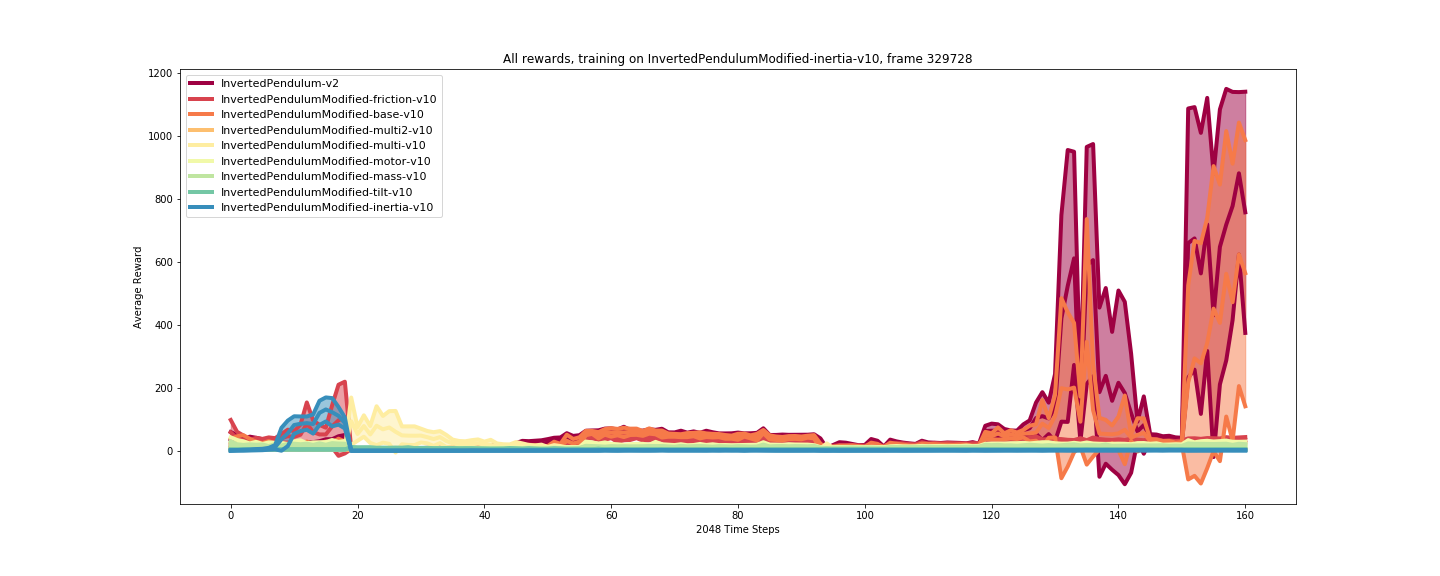 All rewards, training on InvertedPendulumModified-inertia-v10, frame 329728
1200
1000
800
600
400
200
0
Average Reward
InvertedPendulum-v2
InvertedPendulumModified-friction-v10
InvertedPendulumModified-base-v10
InvertedPendulumModified-multi2-v10
InvertedPendulumModified-multi-v10
InvertedPendulumModified-motor-v10
InvertedPendulumModified-mass-v10
InvertedPendulumModified-tilt-v10
InvertedPendulumModified-inertia-v10
0 20 40 60 80 100 120 140 160
2048 Time Steps